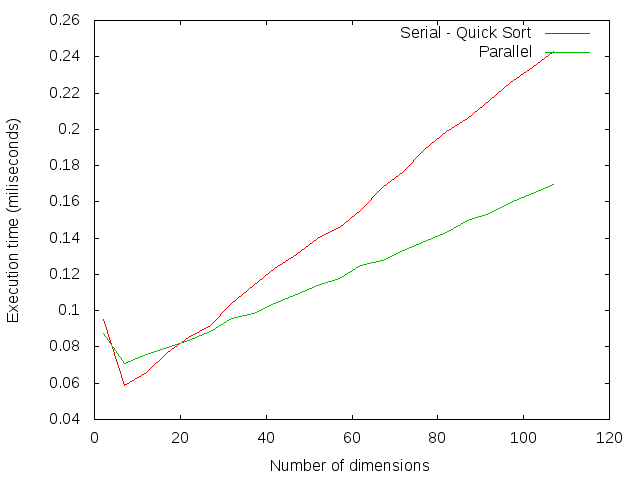 0.26
0.24
0.22
0.2
0.18
0.16
0.14
0.12
0.1
0.08
0.06
0.04
0 20 40 60 80 100 120
Execution time (miliseconds)
Number of dimensions
Serial - Quick Sort
Parallel